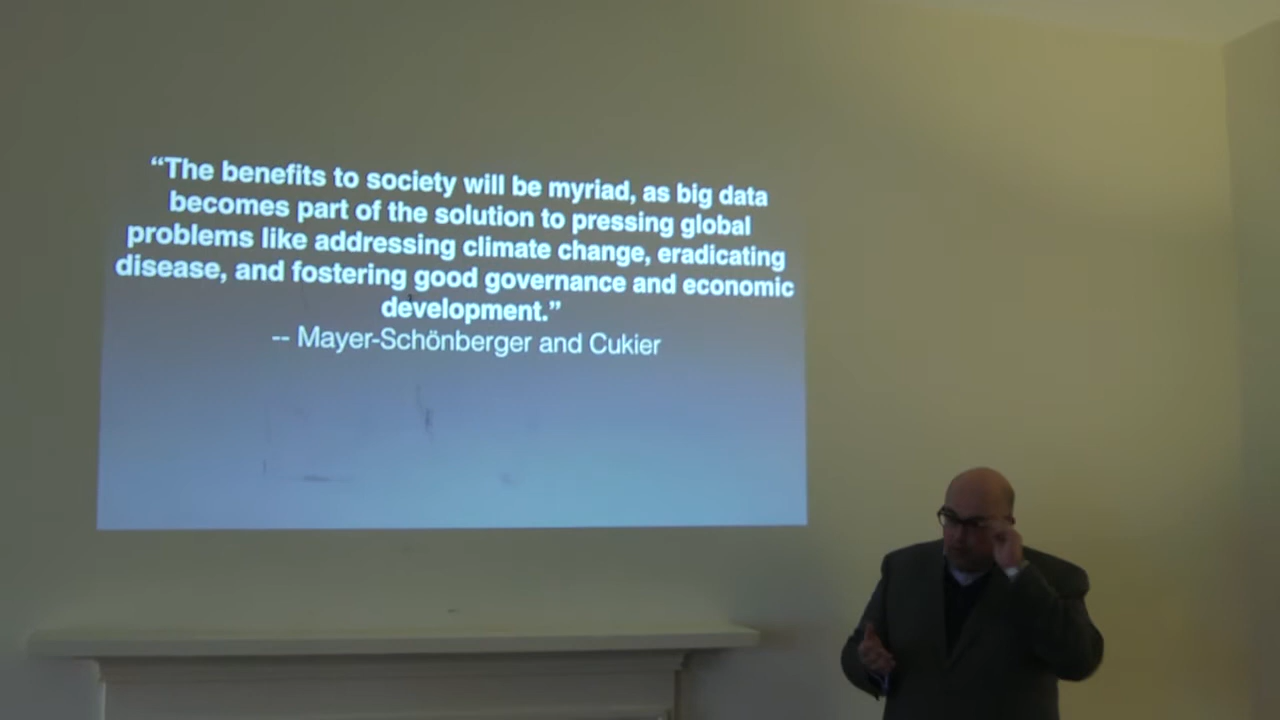 “The benefits to society will be myriad, as big data
becomes part of the solution to pressing global
problems like addressing climate change, eradicating
disease, and fostering good governance and economic
development.”
-- Mayer-Schönberger and Cukier